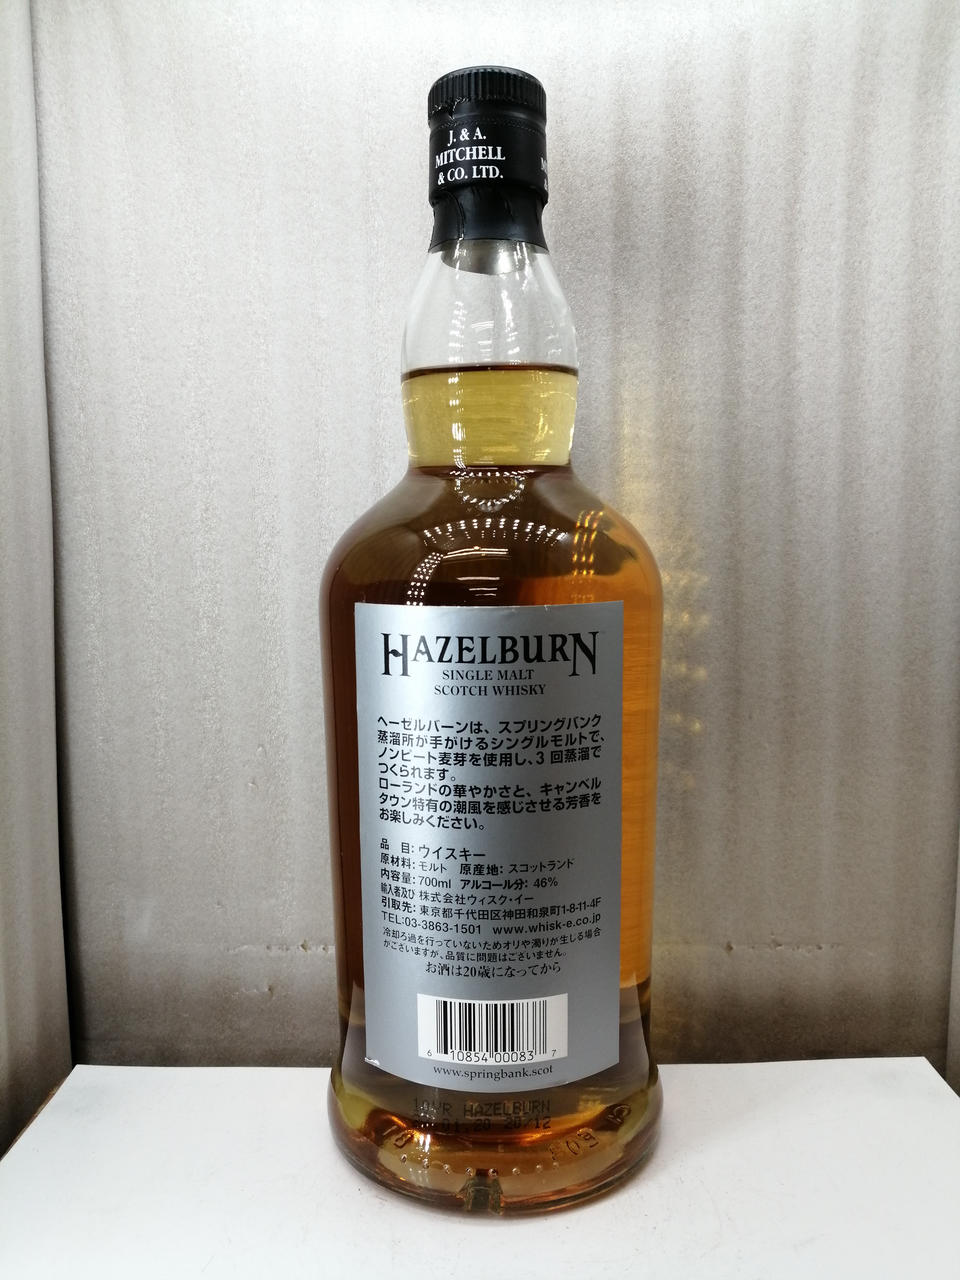 J. & A.
MITCHELL
& CO. LTD.
HAZELBURN
SINGLE MALT
SCOTCH WHISKY
ヘーゼルバーンは、スプリングバンク
蒸溜所が手がけるシングルモルトで、
ノンピート麦芽を使用し、3回蒸溜で
つくられます。
ローランドの華やかさと、キャンベル
タウン特有の潮風を感じさせる芳香を
お楽しみください。
品 目：ウイスキー
原材料：モルト 原産地：スコットランド
内容量：700ml アルコール分：46%
輸入者及び 株式会社ウィスク・イー
引取先：東京都千代田区神田和泉町1-8-11-4F
TEL:03-3863-1501 www.whisk-e.co.jp
冷却ろ過を行っていないためオリや濁りが生じる場合
がございますが、品質に問題はございません。
お酒は20歳になってから
6 10854 00083 7
www.springbank.scot
10YR HAZELBURN
01.20 20/12